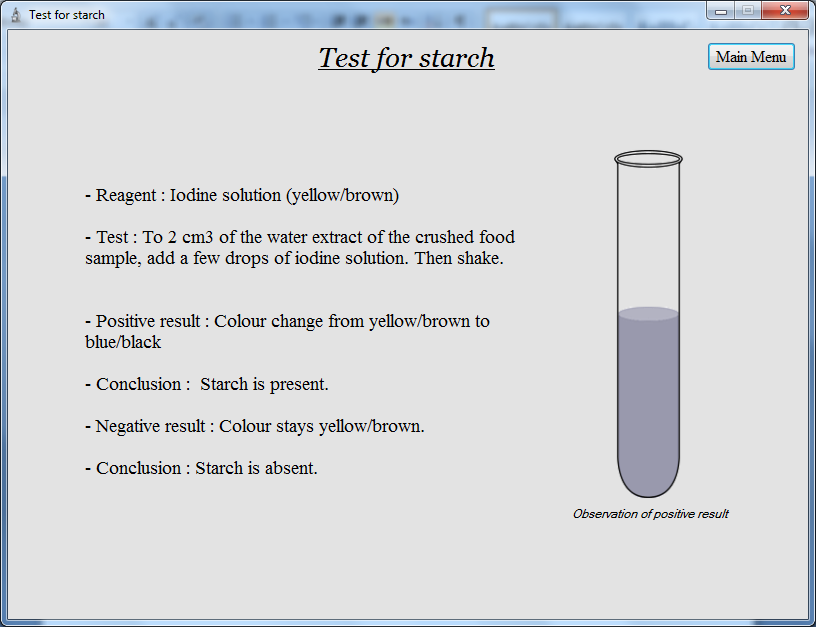 Test for starch
Test for starch
Main Menu
- Reagent : Iodine solution (yellow/brown)
- Test : To 2 cm3 of the water extract of the crushed food
sample, add a few drops of iodine solution. Then shake.
- Positive result : Colour change from yellow/brown to
blue/black
- Conclusion :  Starch is present.
- Negative result : Colour stays yellow/brown.
- Conclusion : Starch is absent.
Observation of positive result